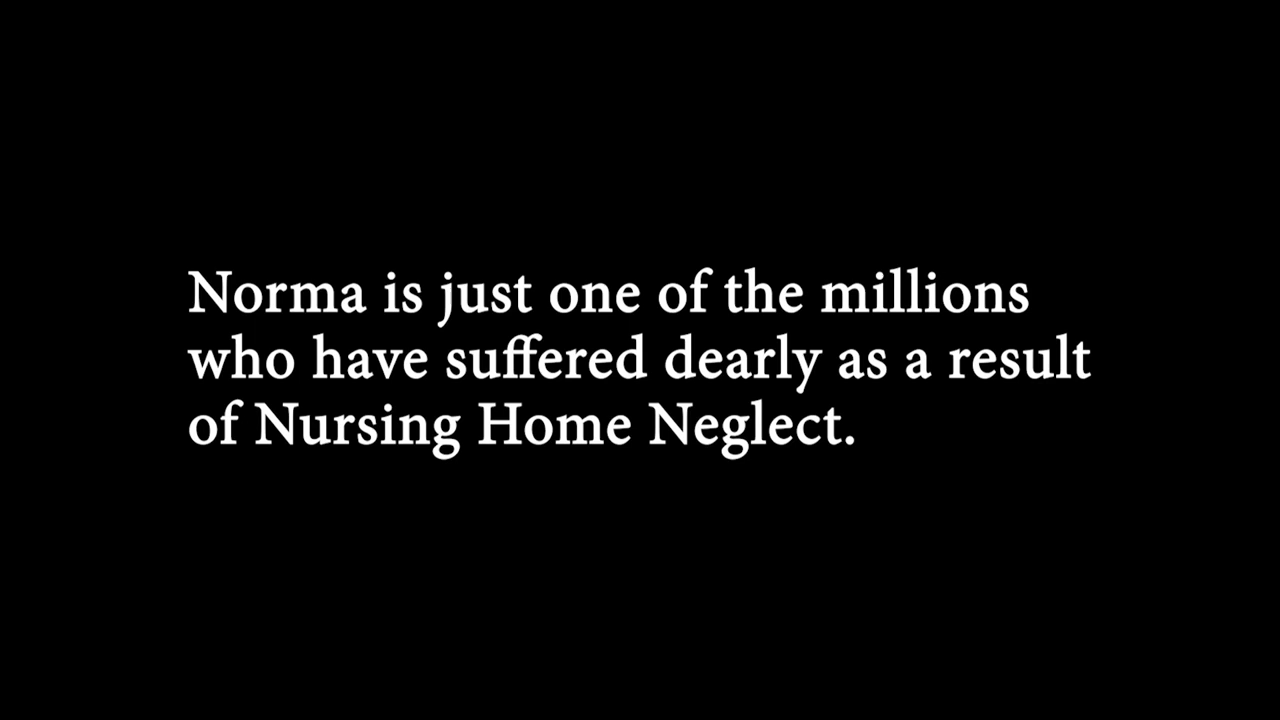 Norma is just one of the millions
who have suffered dearly as a result
of Nursing Home Neglect.